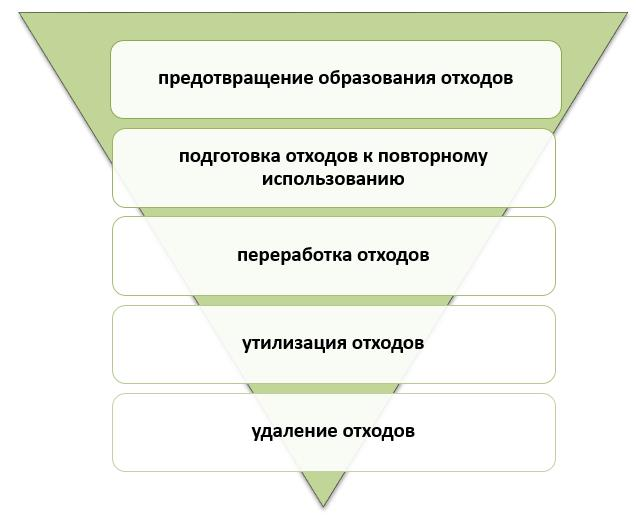 предотвращение образования отходов
подготовка отходов к повторному
использованию
переработка отходов
утилизация отходов
удаление отходов